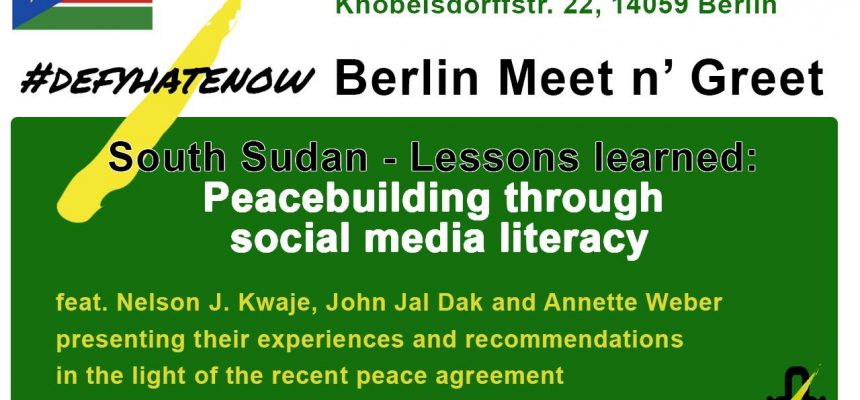 Knobelsdorffstr. 22, 14059 Berlin
#DEFYHATENOW Berlin Meet n’ Greet
South Sudan - Lessons learned:
Peacebuilding through
social media literacy
feat. Nelson J. Kwaje, John Jal Dak and Annette Weber
presenting their experiences and recommendations
in the light of the recent peace agreement